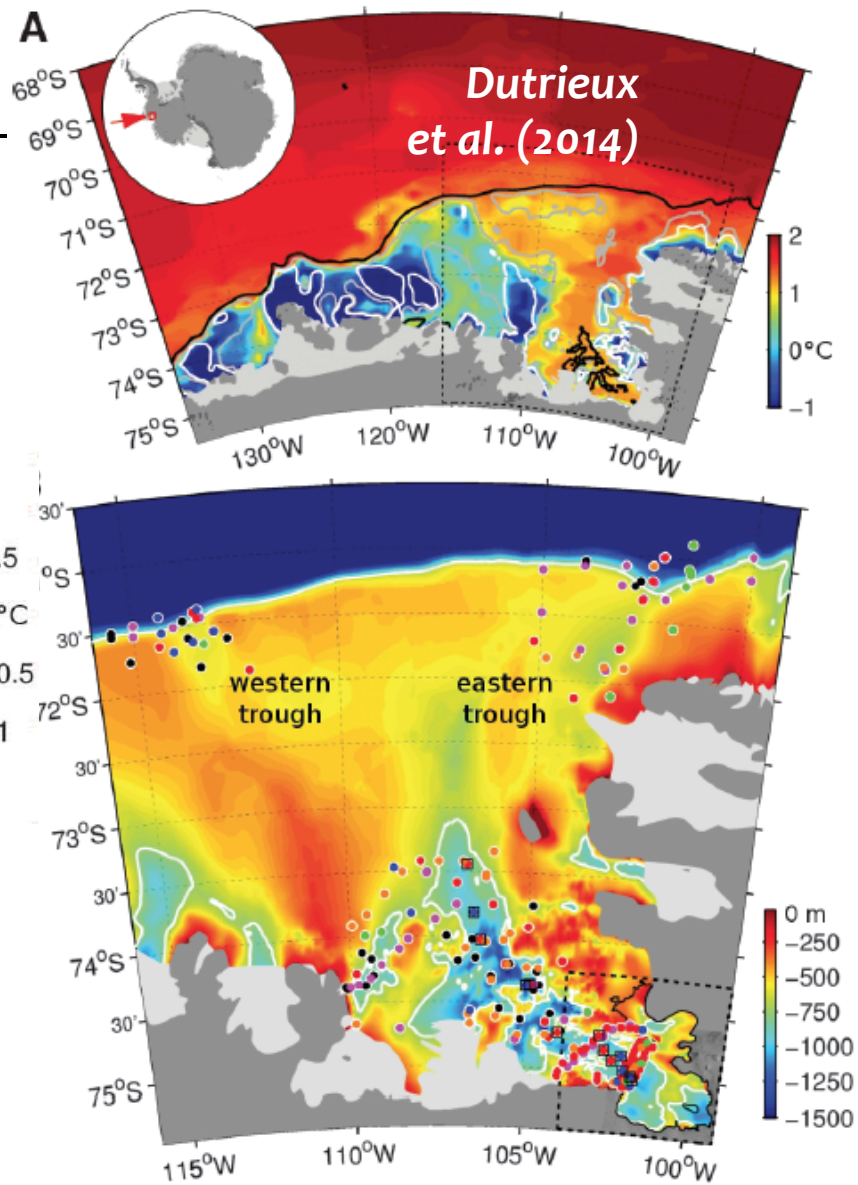 A
Dutrieux
et al. (2014)
68°S
69°S
70°S
71°S
72°S
73°S
74°S
75°S
130°W
120°W
110°W
100°W
2
1
0°C
−1
30'
°S
30'
72°S
30'
73°S
30'
74°S
30'
75°S
.5
°C
0.5
1
western
trough
eastern
trough
115°W
110°W
105°W
100°W
0 m
−250
−500
−750
−1000
−1250
−1500